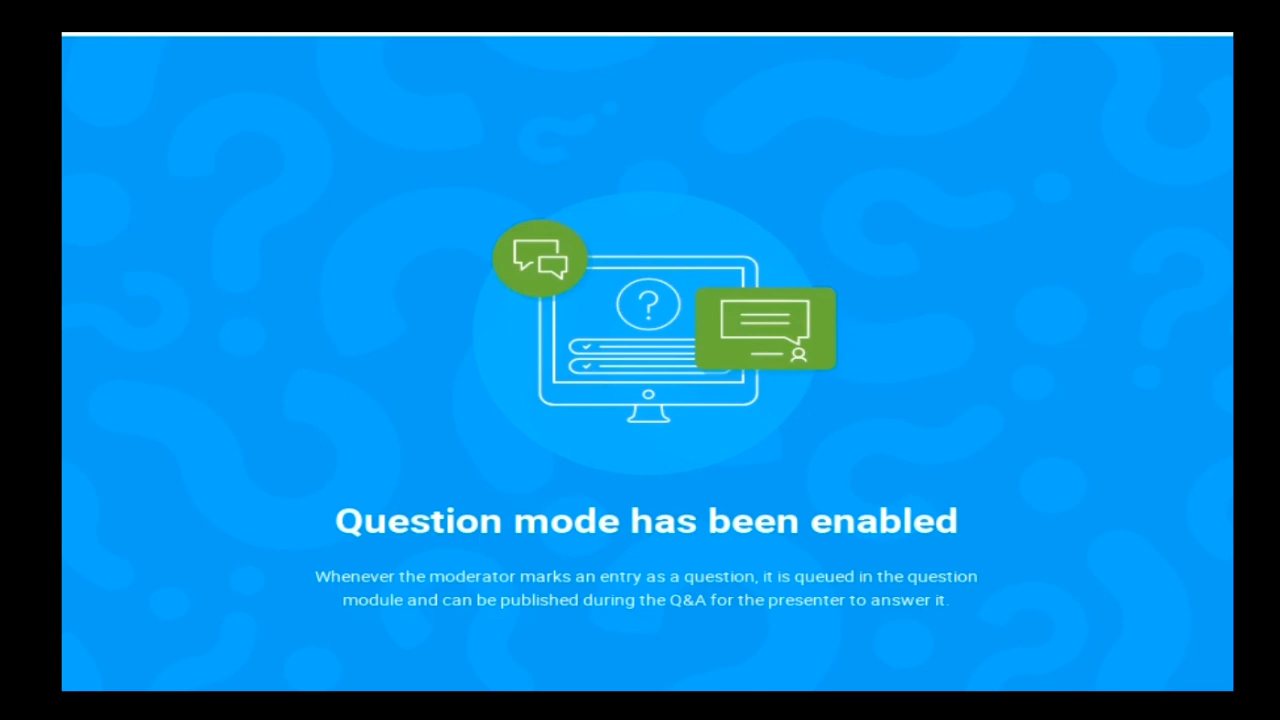 Question mode has been enabled
Whenever the moderator marks an entry as a question, it is queued in the question
module and can be published during the Q&A for the presenter to answer it.